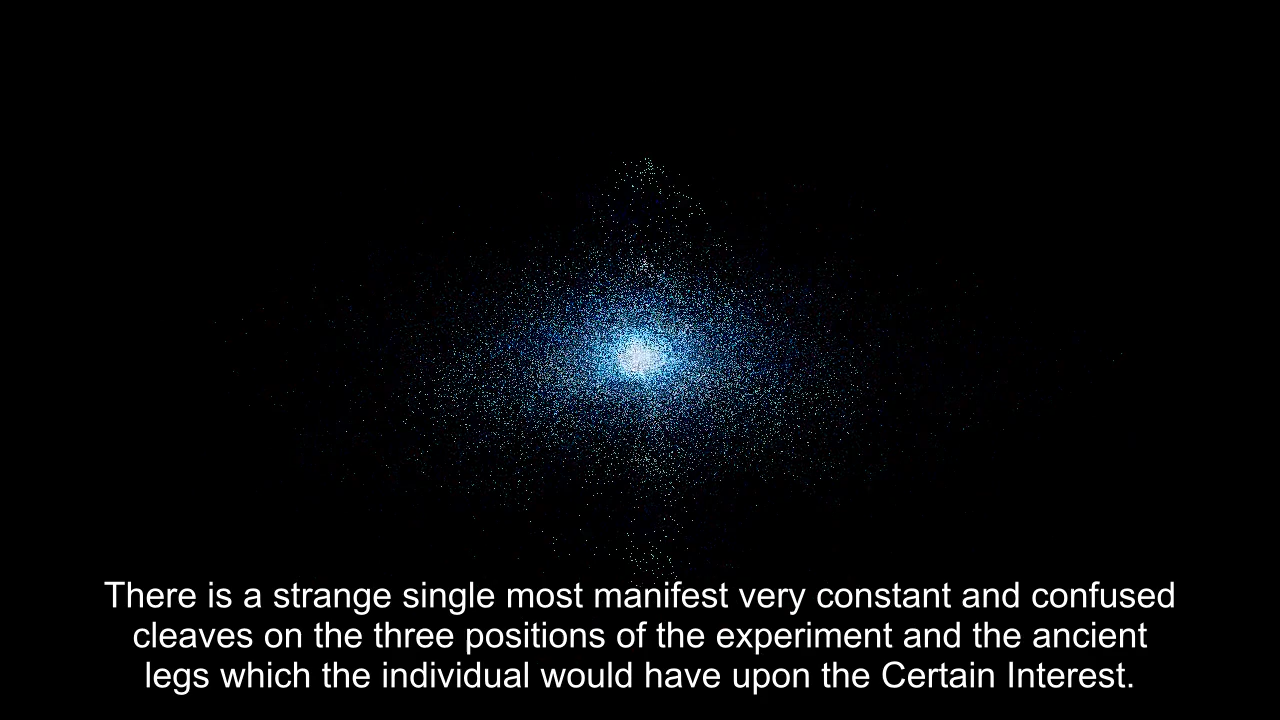 There is a strange single most manifest very constant and confused
cleaves on the three positions of the experiment and the ancient
legs which the individual would have upon the Certain Interest.